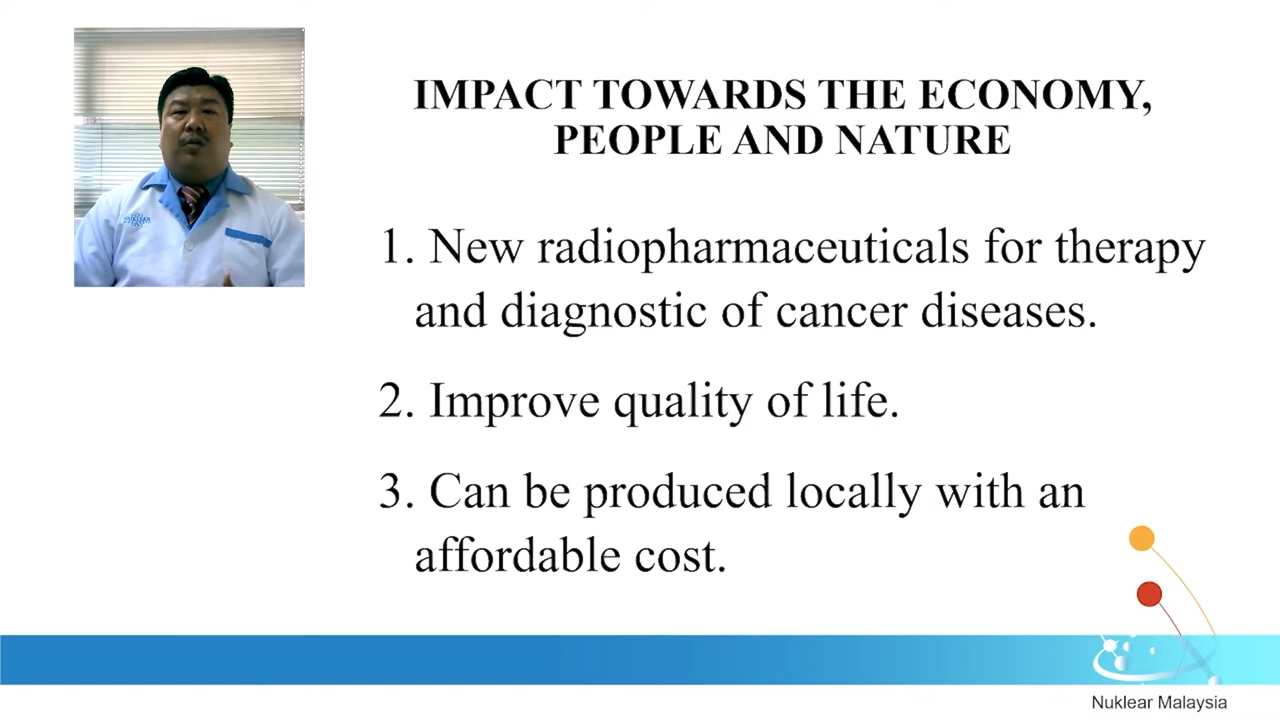 IMPACT TOWARDS THE ECONOMY,
PEOPLE AND NATURE
1. New radiopharmaceuticals for therapy
and diagnostic of cancer diseases.
2. Improve quality of life.
3. Can be produced locally with an
affordable cost.
NUKLEAR
Nuklear Malaysia